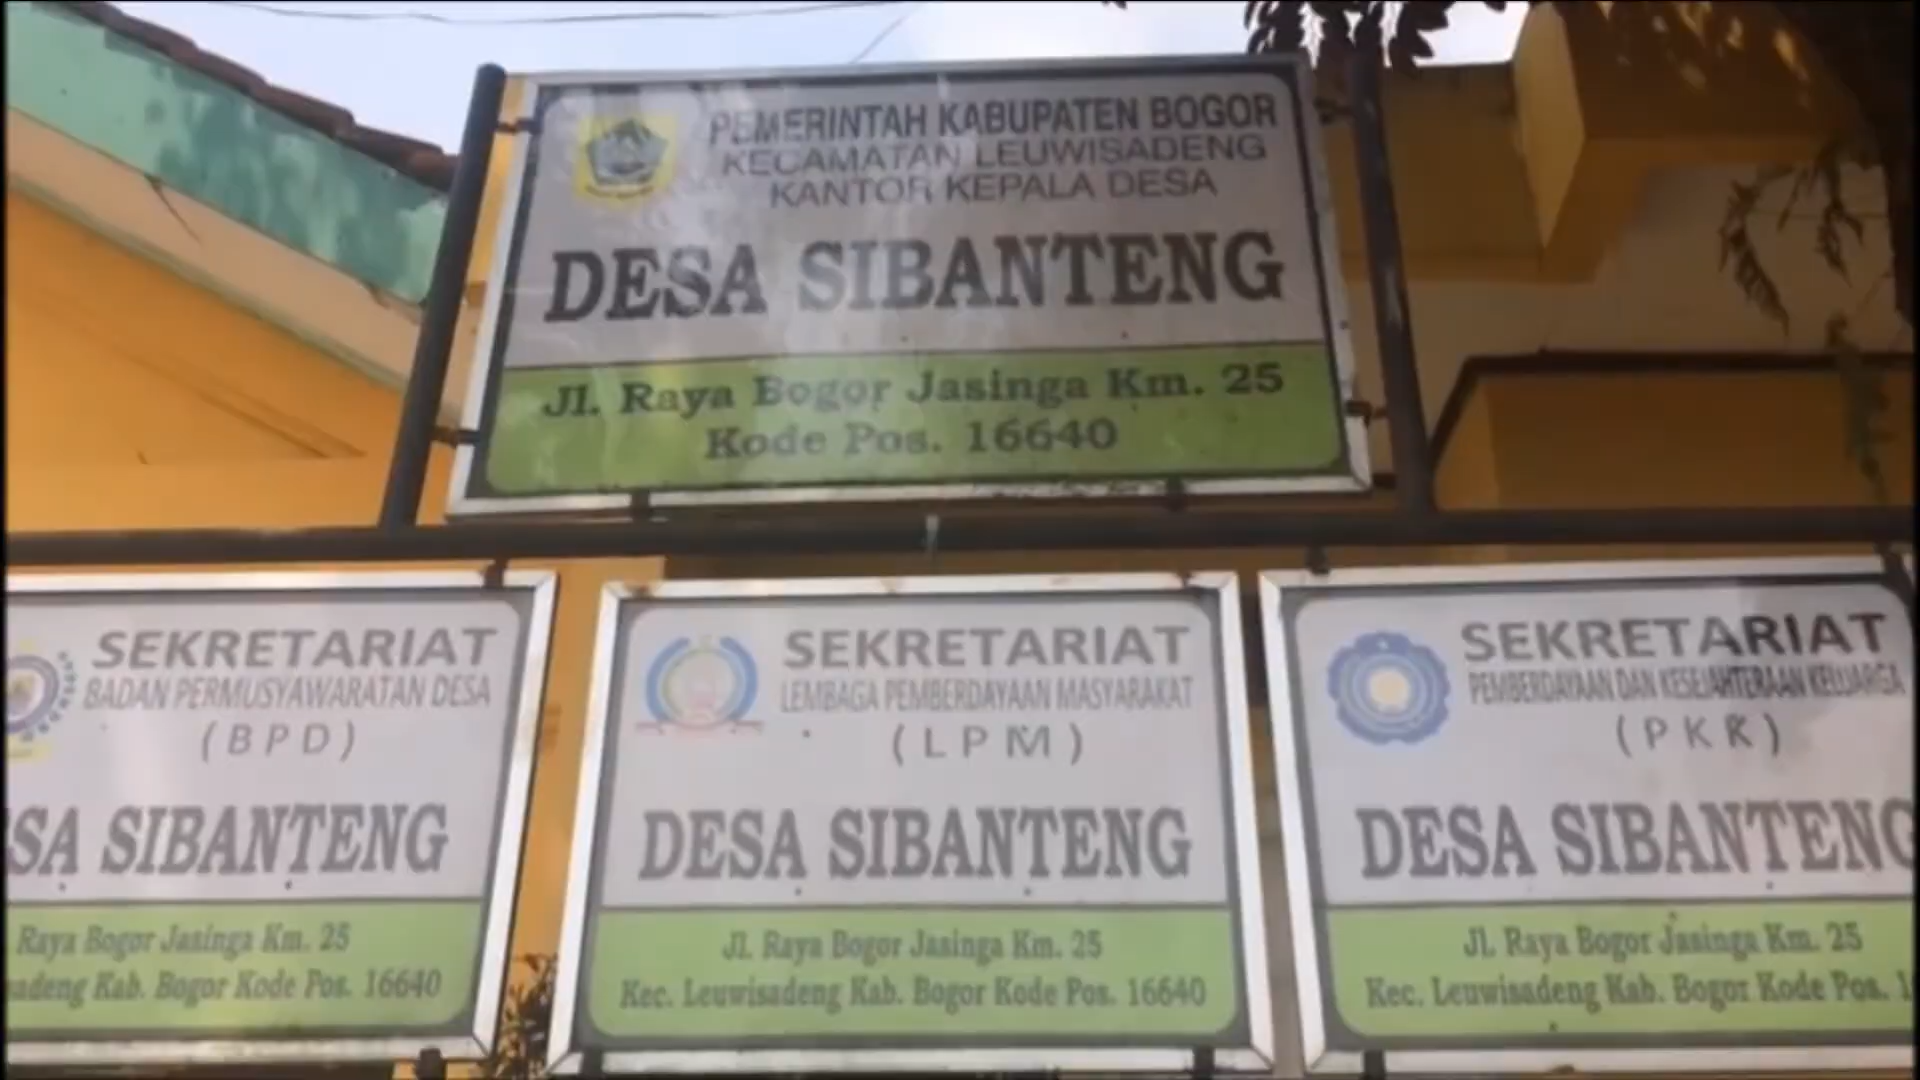 PEMERINTAH KABUPATEN BOGOR
KECAMATAN LEUWISADENG
KANTOR KEPALA DESA
DESA SIBANTENG
Jl. Raya Bogor Jasinga Km. 25
Kode Pos. 16640
SEKRETARIAT
BADAN PERMUSYAWARATAN DESA
(BPD)
SA SIBANTENG
Raya Bogor Jasinga Km. 25
adeng Kab. Bogor Kode Pos. 16640
SEKRETARIAT
LEMBAGA PEMBERDAYAAN MASYARAKAT
(LPM)
DESA SIBANTENG
Jl. Raya Bogor Jasinga Km. 25
Kec. Leuwisadeng Kab. Bogor Kode Pos. 16640
SEKRETARIAT
PEMBERDAYAAN DAN KESEJAHTERAAN KELUARGA
(PKK)
DESA SIBANTENG
Jl. Raya Bogor Jasinga Km. 25
Kec. Leuwisadeng Kab. Bogor Kode Pos. 1